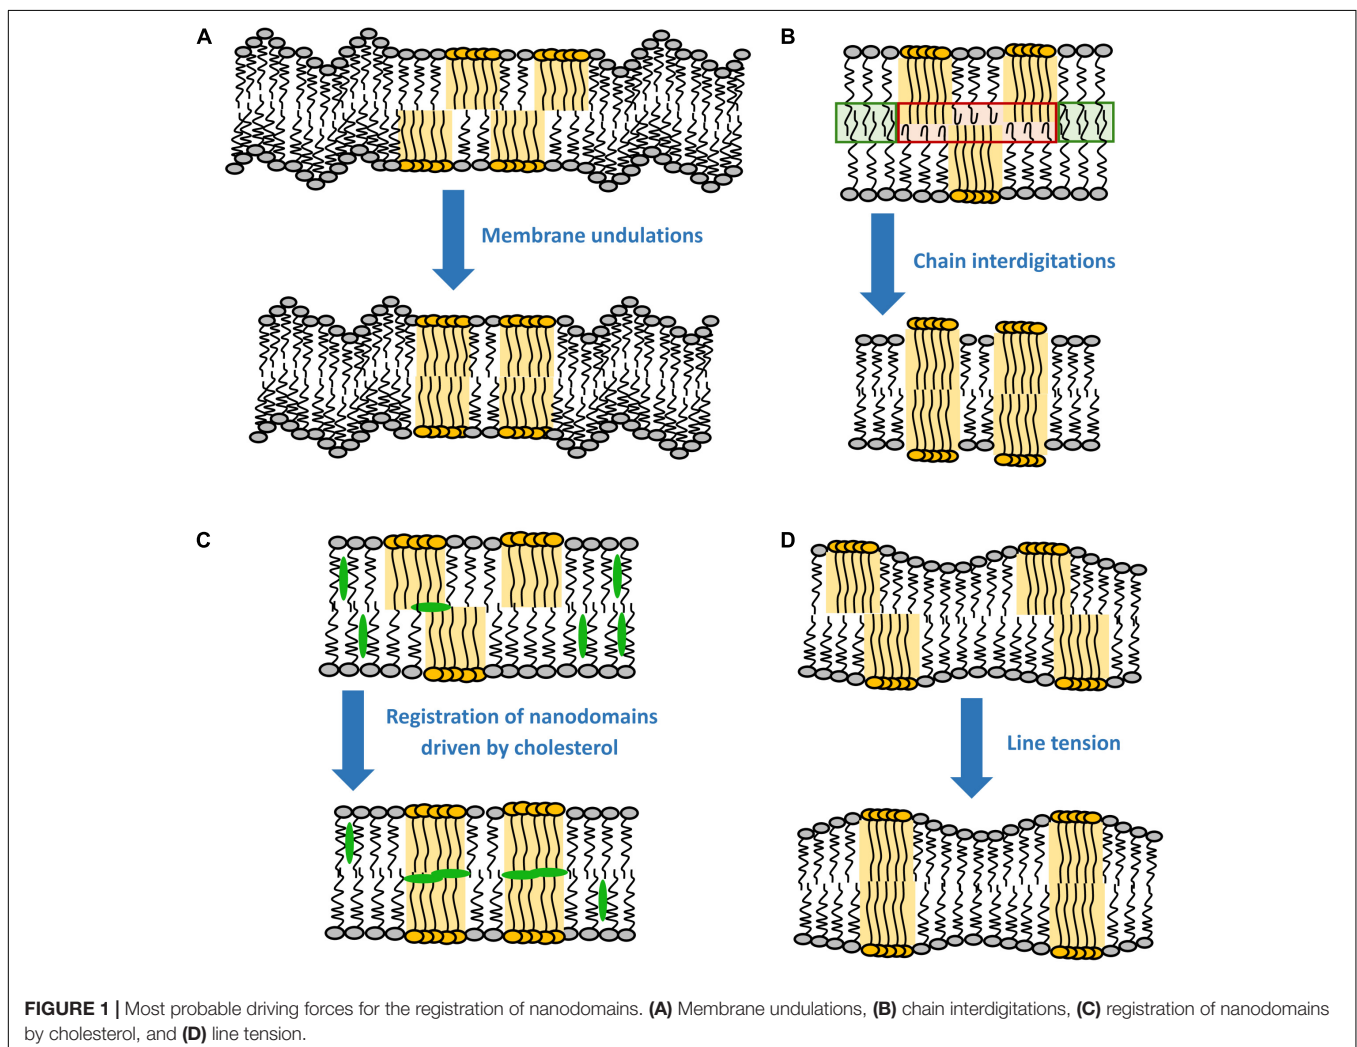 A
B
Membrane undulations
Chain interdigitations
C
D
Registration of nanodomains
driven by cholesterol
Line tension
FIGURE 1 | Most probable driving forces for the registration of nanodomains. (A) Membrane undulations, (B) chain interdigitations, (C) registration of nanodomains
by cholesterol, and (D) line tension.